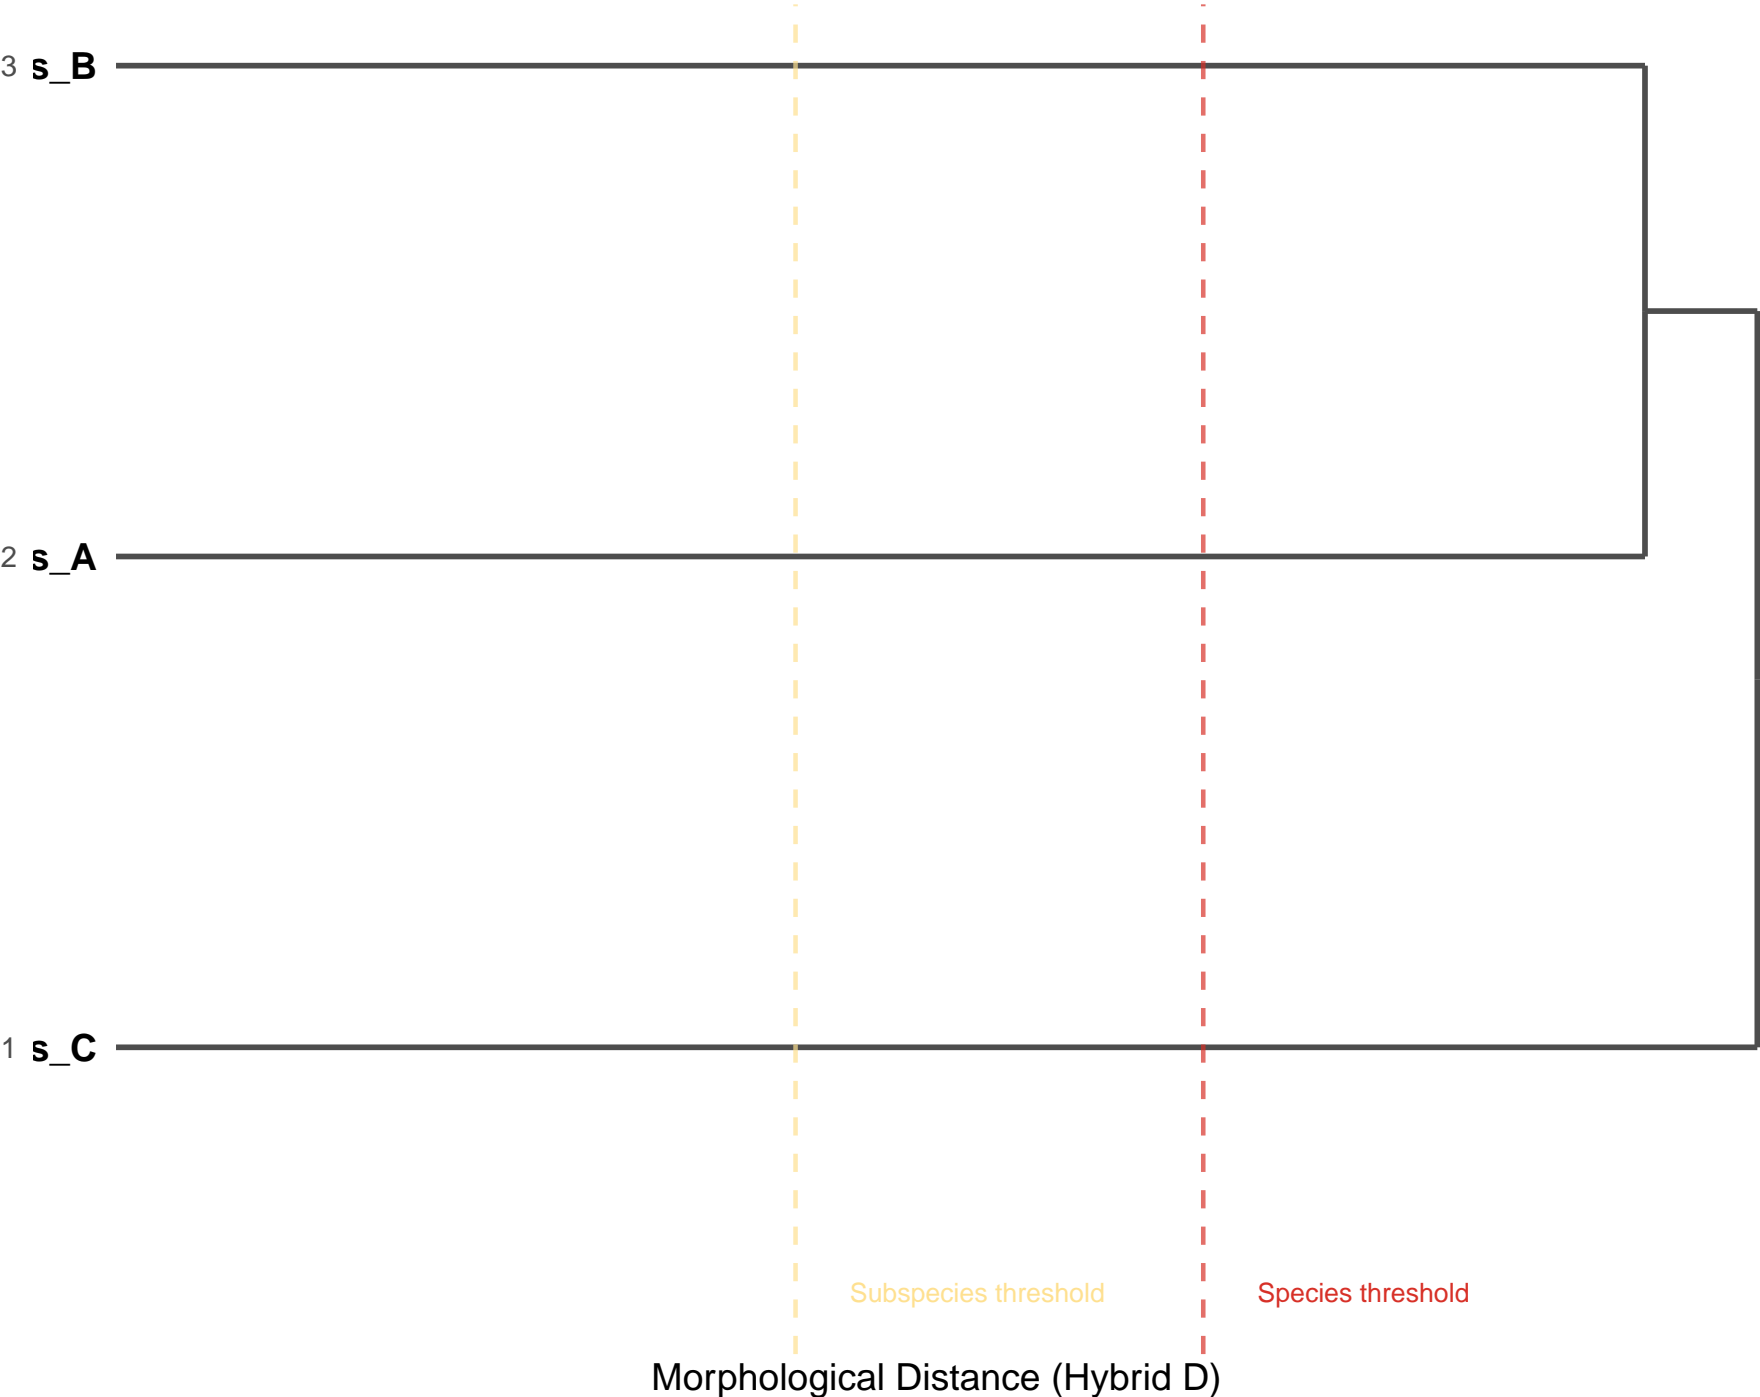 3 s_B
2 s_A
1 s_C
Subspecies threshold Species threshold
Morphological Distance (Hybrid D)